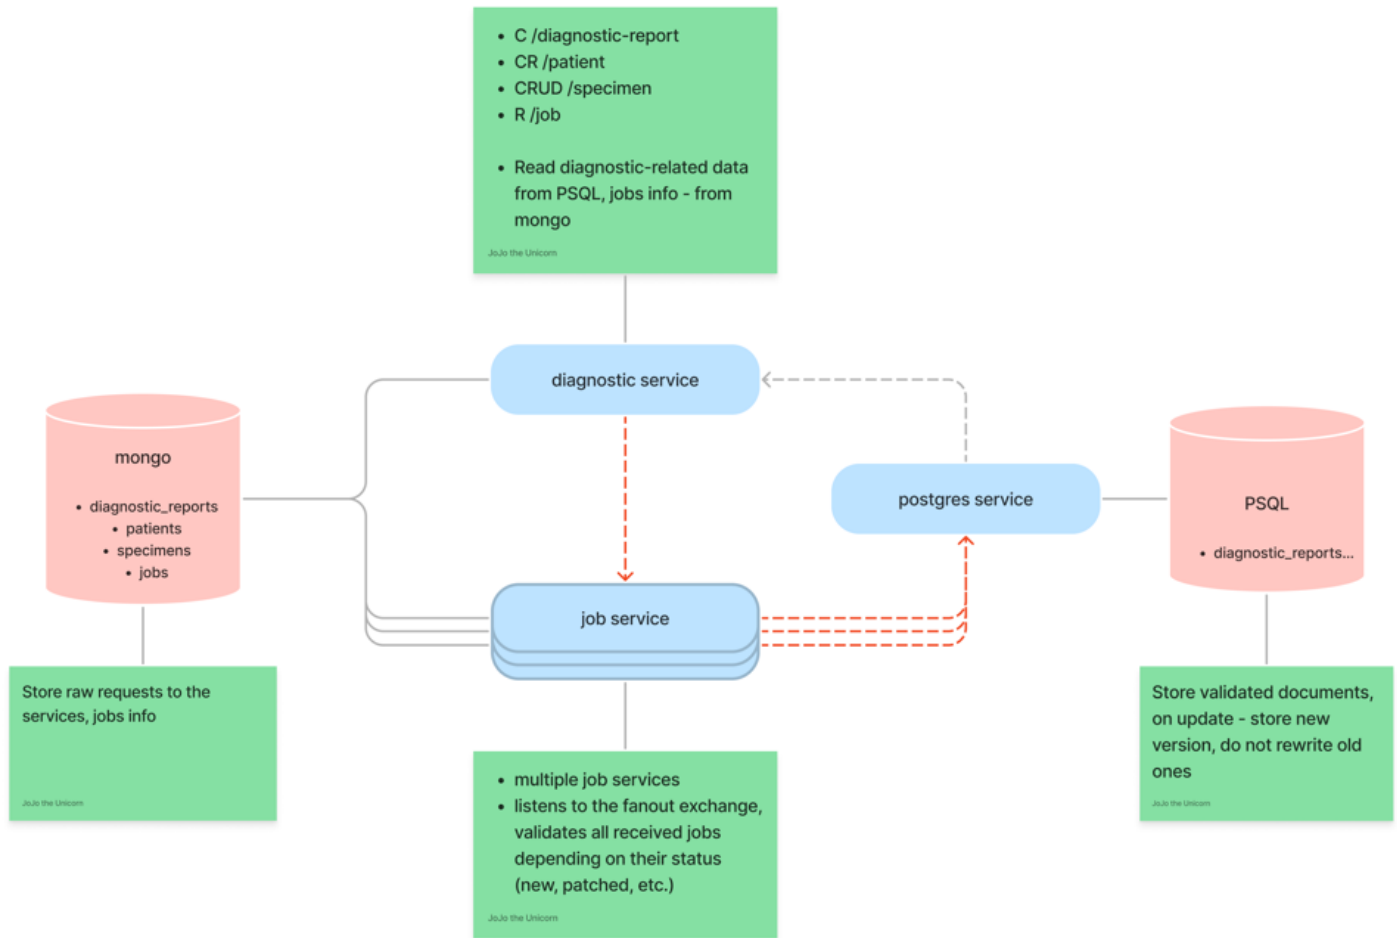 • C /diagnostic-report
• CR /patient
• CRUD /specimen
• R /job
• Read diagnostic-related data
from PSQL, jobs info - from
mongo
JoJo the Unicorn
diagnostic service
mongo
• diagnostic_reports
• patients
• specimens
• jobs
postgres service
PSQL
• diagnostic_reports...
job service
Store raw requests to the
services, jobs info
JoJo the Unicorn
• multiple job services
• listens to the fanout exchange,
validates all received jobs
depending on their status
(new, patched, etc.)
JoJo the Unicorn
Store validated documents,
on update - store new
version, do not rewrite old
ones
JoJo the Unicorn